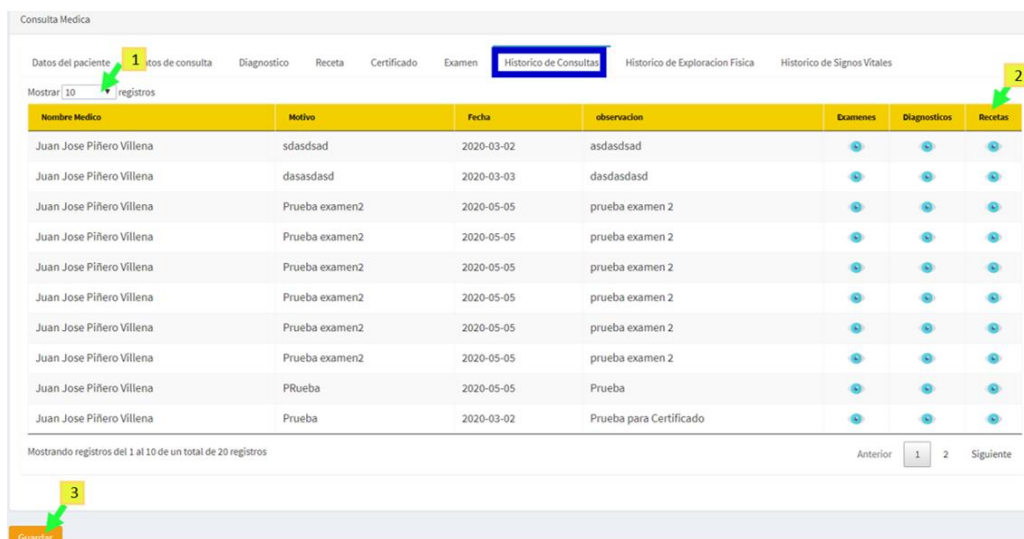 Consulta Medica
Datos del paciente 1 tos de consulta Diagnostico Receta Certificado Examen Historico de Consultas Historico de Exploracion Fisica Historico de Signos Vitales
2
Mostrar 10 registros
Nombre Medico Motivo Fecha observacion Examenes Diagnosticos Recetas
Juan Jose Piñero Villena sdasdsad 2020-03-02 asdasdsad
Juan Jose Piñero Villena dasasdasd 2020-03-03 dasdasdasd
Juan Jose Piñero Villena Prueba examen2 2020-05-05 prueba examen 2
Juan Jose Piñero Villena Prueba examen2 2020-05-05 prueba examen 2
Juan Jose Piñero Villena Prueba examen2 2020-05-05 prueba examen 2
Juan Jose Piñero Villena Prueba examen2 2020-05-05 prueba examen 2
Juan Jose Piñero Villena Prueba examen2 2020-05-05 prueba examen 2
Juan Jose Piñero Villena Prueba examen2 2020-05-05 prueba examen 2
Juan Jose Piñero Villena PRueba 2020-05-05 Prueba
Juan Jose Piñero Villena Prueba 2020-03-02 Prueba para Certificado
Mostrando registros del 1 al 10 de un total de 20 registros Anterior 1 2 Siguiente
3
Guardar